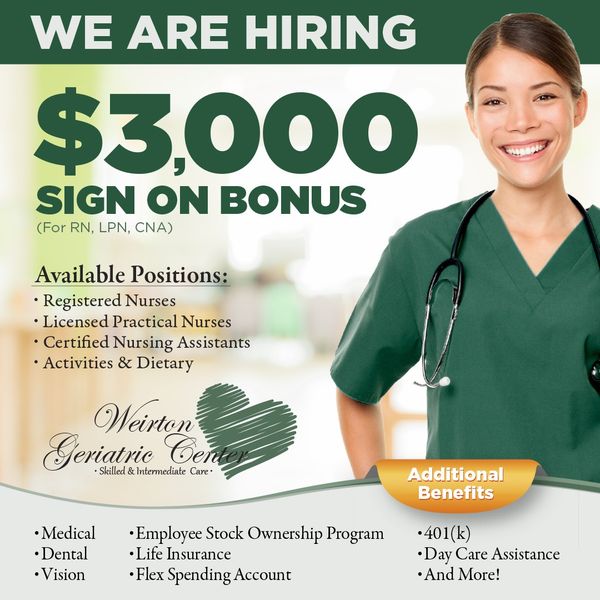 WE ARE HIRING
$3,000
SIGN ON BONUS
(For RN, LPN, CNA)
Available Positions:
• Registered Nurses
• Licensed Practical Nurses
• Certified Nursing Assistants
• Activities & Dietary
Weirton
Geriatric Center
• Skilled & Intermediate Care •
Additional
Benefits
• Medical
• Dental
• Vision
• Employee Stock Ownership Program
• Life Insurance
• Flex Spending Account
• 401(k)
• Day Care Assistance
• And More!